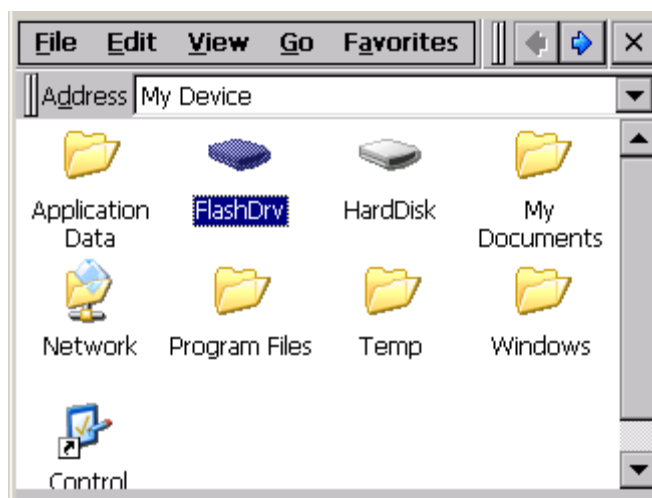 File Edit View Go Favorites
Address My Device
Application Data
FlashDrv
HardDisk
My Documents
Network
Program Files
Temp
Windows
Control